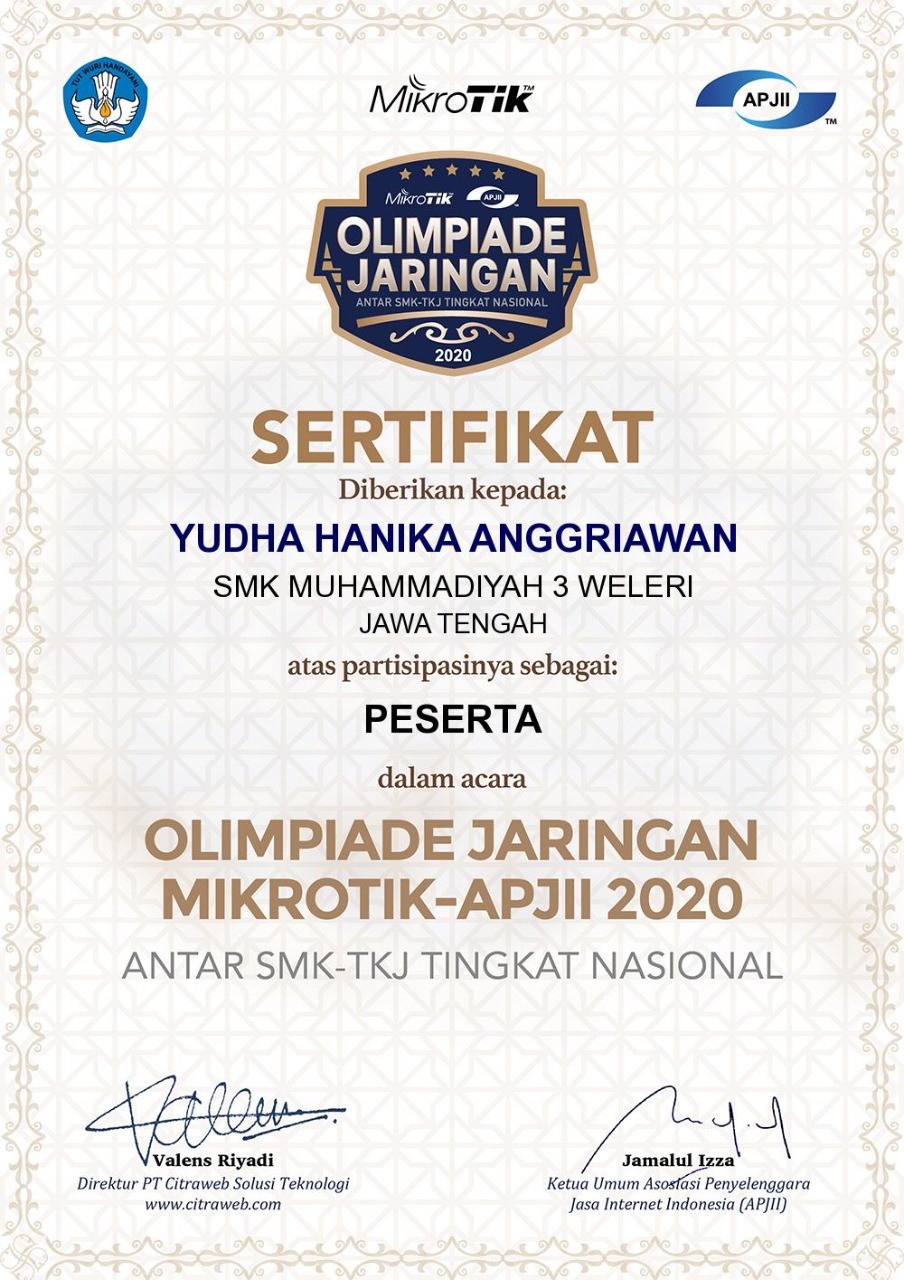 TUT WURI HANDAYANI
MikroTik™
APJII
™
MikroTik
APJII
OLIMPIADE
JARINGAN
ANTAR SMK-TKJ TINGKAT NASIONAL
2020
SERTIFIKAT
Diberikan kepada:
YUDHA HANIKA ANGGRIAWAN
SMK MUHAMMADIYAH 3 WELERI
JAWA TENGAH
atas partisipasinya sebagai:
PESERTA
dalam acara
OLIMPIADE JARINGAN
MIKROTIK-APJII 2020
ANTAR SMK-TKJ TINGKAT NASIONAL
Valens Riyadi
Direktur PT Citraweb Solusi Teknologi
www.citraweb.com
Jamalul Izza
Ketua Umum Asosiasi Penyelenggara
Jasa Internet Indonesia (APJII)